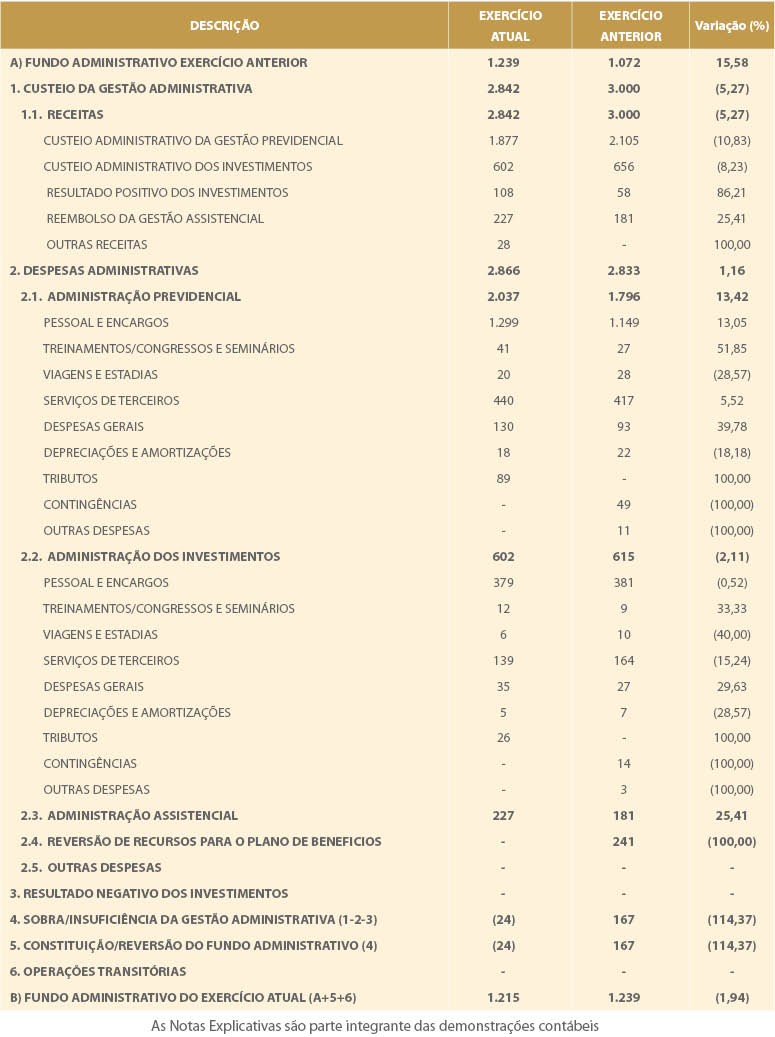 DESCRIÇÃO EXERCÍCIO ATUAL EXERCÍCIO ANTERIOR Variação (%)
A) FUNDO ADMINISTRATIVO EXERCÍCIO ANTERIOR 1.239 1.072 15,58
1. CUSTEIO DA GESTÃO ADMINISTRATIVA 2.842 3.000 (5,27)
1.1. RECEITAS 2.842 3.000 (5,27)
CUSTEIO ADMINISTRATIVO DA GESTÃO PREVIDENCIAL 1.877 2.105 (10,83)
CUSTEIO ADMINISTRATIVO DOS INVESTIMENTOS 602 656 (8,23)
RESULTADO POSITIVO DOS INVESTIMENTOS 108 58 86,21
REEMBOLSO DA GESTÃO ASSISTENCIAL 227 181 25,41
OUTRAS RECEITAS 28 - 100,00
2. DESPESAS ADMINISTRATIVAS 2.866 2.833 1,16
2.1. ADMINISTRAÇÃO PREVIDENCIAL 2.037 1.796 13,42
PESSOAL E ENCARGOS 1.299 1.149 13,05
TREINAMENTOS/CONGRESSOS E SEMINÁRIOS 41 27 51,85
VIAGENS E ESTADIAS 20 28 (28,57)
SERVIÇOS DE TERCEIROS 440 417 5,52
DESPESAS GERAIS 130 93 39,78
DEPRECIAÇÕES E AMORTIZAÇÕES 18 22 (18,18)
TRIBUTOS 89 - 100,00
CONTINGÊNCIAS - 49 (100,00)
OUTRAS DESPESAS - 11 (100,00)
2.2. ADMINISTRAÇÃO DOS INVESTIMENTOS 602 615 (2,11)
PESSOAL E ENCARGOS 379 381 (0,52)
TREINAMENTOS/CONGRESSOS E SEMINÁRIOS 12 9 33,33
VIAGENS E ESTADIAS 6 10 (40,00)
SERVIÇOS DE TERCEIROS 139 164 (15,24)
DESPESAS GERAIS 35 27 29,63
DEPRECIAÇÕES E AMORTIZAÇÕES 5 7 (28,57)
TRIBUTOS 26 - 100,00
CONTINGÊNCIAS - 14 (100,00)
OUTRAS DESPESAS - 3 (100,00)
2.3. ADMINISTRAÇÃO ASSISTENCIAL 227 181 25,41
2.4. REVERSÃO DE RECURSOS PARA O PLANO DE BENEFICIOS - 241 (100,00)
2.5. OUTRAS DESPESAS - - -
3. RESULTADO NEGATIVO DOS INVESTIMENTOS - - -
4. SOBRA/INSUFICIÊNCIA DA GESTÃO ADMINISTRATIVA (1-2-3) (24) 167 (114,37)
5. CONSTITUIÇÃO/REVERSÃO DO FUNDO ADMINISTRATIVO (4) (24) 167 (114,37)
6. OPERAÇÕES TRANSITÓRIAS - - -
B) FUNDO ADMINISTRATIVO DO EXERCÍCIO ATUAL (A+5+6) 1.215 1.239 (1,94)
As Notas Explicativas são parte integrante das demonstrações contábeis